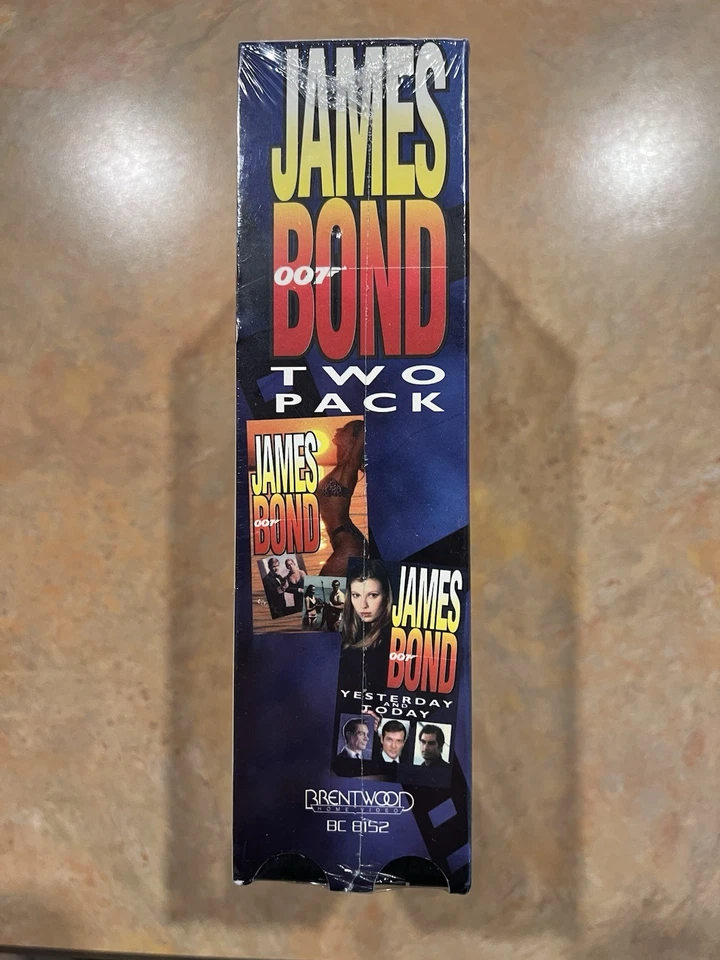 JAMES
BOND
007
TWO
PACK
JAMES
BOND
007
JAMES
BOND
007
YESTERDAY
AND
TODAY
BRENTWOOD
HOME VIDEO
BC 8152